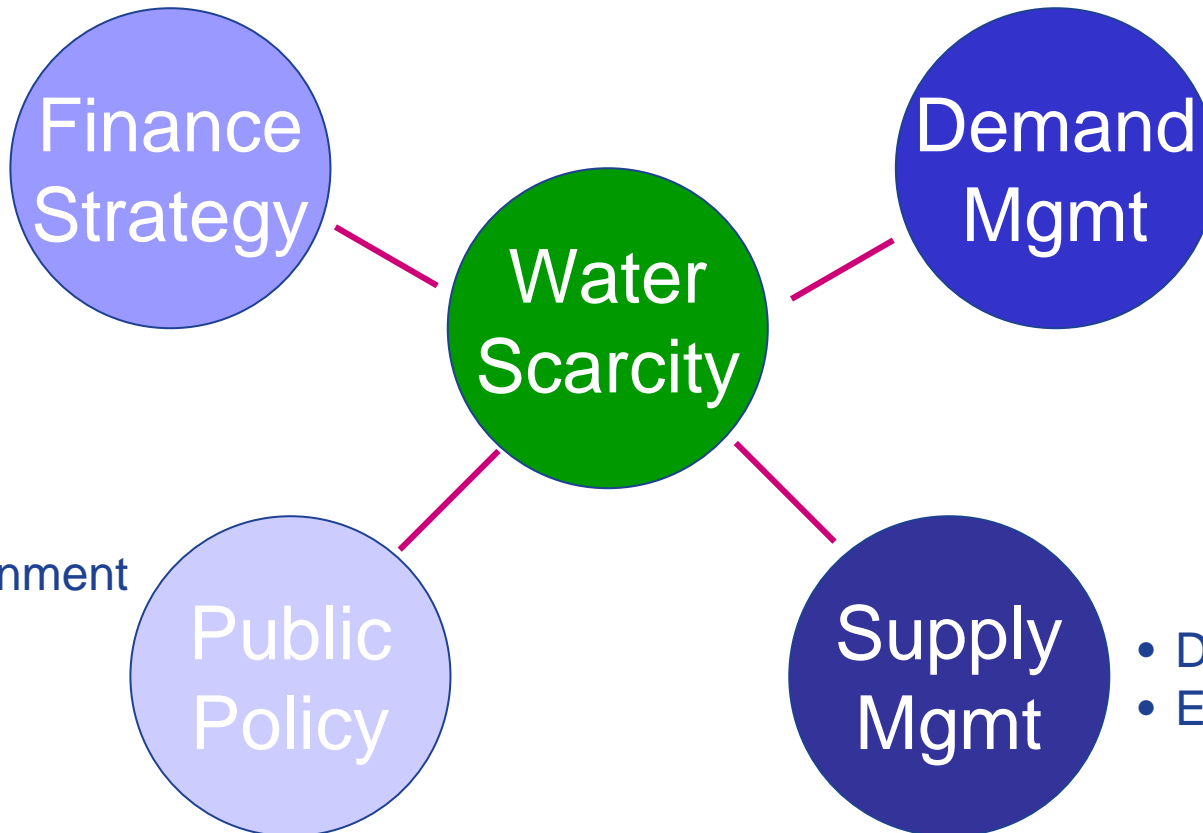 Finance
Strategy
Demand
Mgmt
Water
Scarcity
nment
Public
Policy
Supply
Mgmt
• D
• E